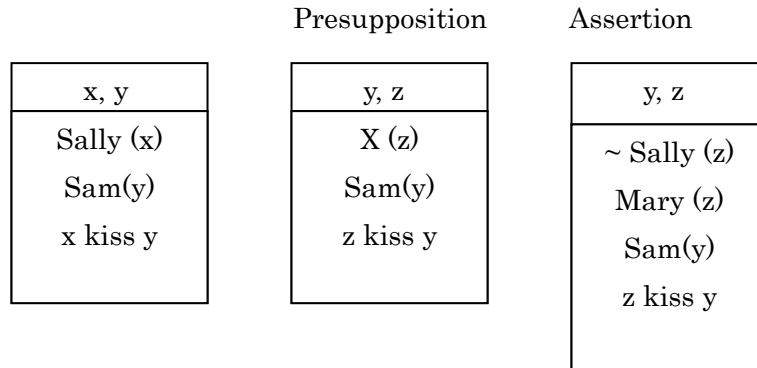 Presupposition Assertion
x, y
Sally (x)
Sam(y)
x kiss y
y, z
X (z)
Sam(y)
z kiss y
y, z
~ Sally (z)
Mary (z)
Sam(y)
z kiss y